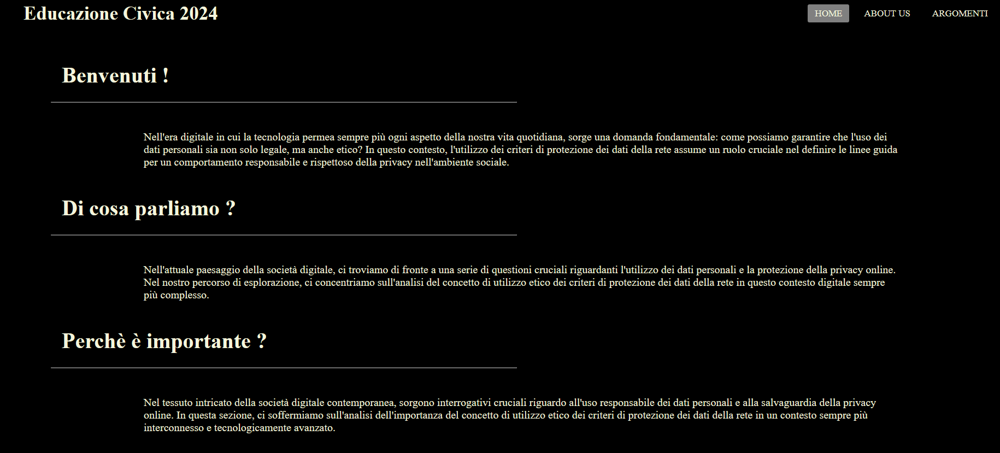 Educazione Civica 2024
HOME ABOUT US ARGOMENTI
Benvenuti !
Nell'era digitale in cui la tecnologia permea sempre più ogni aspetto della nostra vita quotidiana, sorge una domanda fondamentale: come possiamo garantire che l'uso dei
dati personali sia non solo legale, ma anche etico? In questo contesto, l'utilizzo dei criteri di protezione dei dati della rete assume un ruolo cruciale nel definire le linee guida
per un comportamento responsabile e rispettoso della privacy nell'ambiente sociale.
Di cosa parliamo ?
Nell'attuale paesaggio della società digitale, ci troviamo di fronte a una serie di questioni cruciali riguardanti l'utilizzo dei dati personali e la protezione della privacy online.
Nel nostro percorso di esplorazione, ci concentriamo sull'analisi del concetto di utilizzo etico dei criteri di protezione dei dati della rete in questo contesto digitale sempre
più complesso.
Perchè è importante ?
Nel tessuto intricato della società digitale contemporanea, sorgono interrogativi cruciali riguardo all'uso responsabile dei dati personali e alla salvaguardia della privacy
online. In questa sezione, ci soffermiamo sull'analisi dell'importanza del concetto di utilizzo etico dei criteri di protezione dei dati della rete in un contesto sempre più
interconnesso e tecnologicamente avanzato.